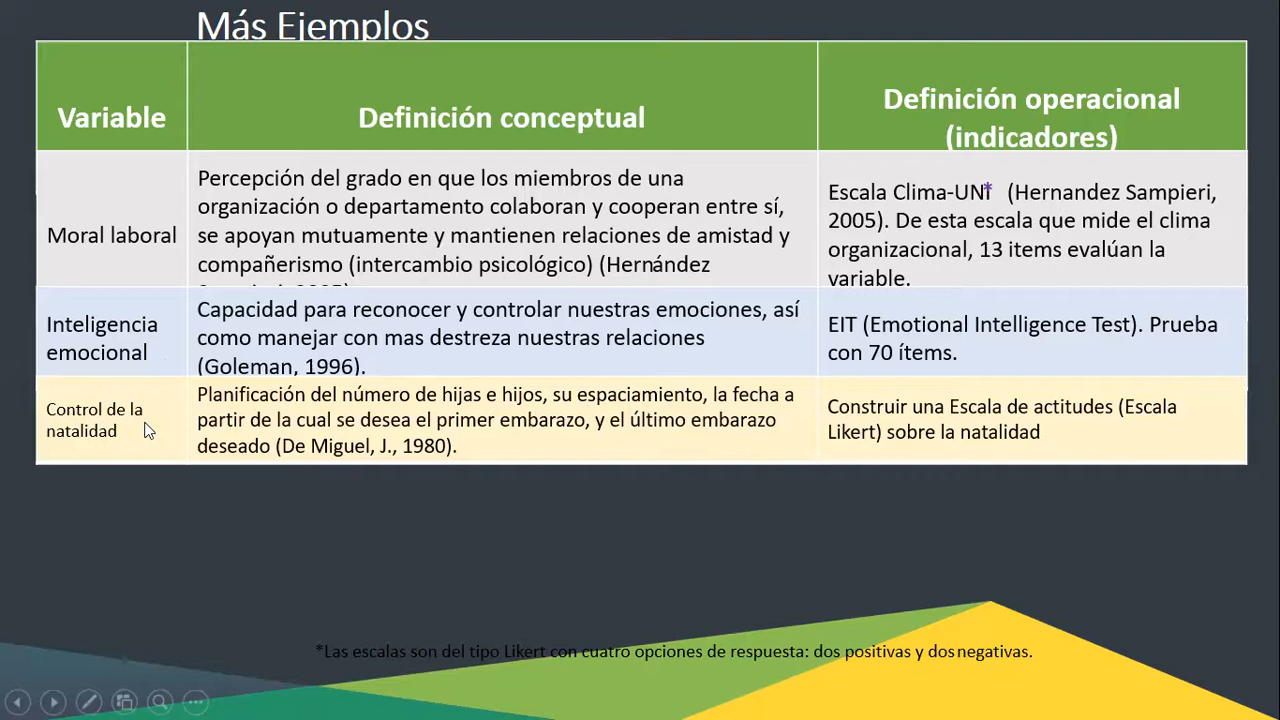 Más Ejemplos
Variable
Definición conceptual
Definición operacional
(indicadores)
Moral laboral
Percepción del grado en que los miembros de una
organización o departamento colaboran y cooperan entre sí,
se apoyan mutuamente y mantienen relaciones de amistad y
compañerismo (intercambio psicológico) (Hernández
Escala Clima-UNI* (Hernandez Sampieri,
2005). De esta escala que mide el clima
organizacional, 13 items evalúan la
variable.
Inteligencia
emocional
Capacidad para reconocer y controlar nuestras emociones, así
como manejar con mas destreza nuestras relaciones
(Goleman, 1996).
EIT (Emotional Intelligence Test). Prueba
con 70 ítems.
Control de la
natalidad
Planificación del número de hijas e hijos, su espaciamiento, la fecha a
partir de la cual se desea el primer embarazo, y el último embarazo
deseado (De Miguel, J., 1980).
Construir una Escala de actitudes (Escala
Likert) sobre la natalidad
*Las escalas son del tipo Likert con cuatro opciones de respuesta: dos positivas y dos negativas.